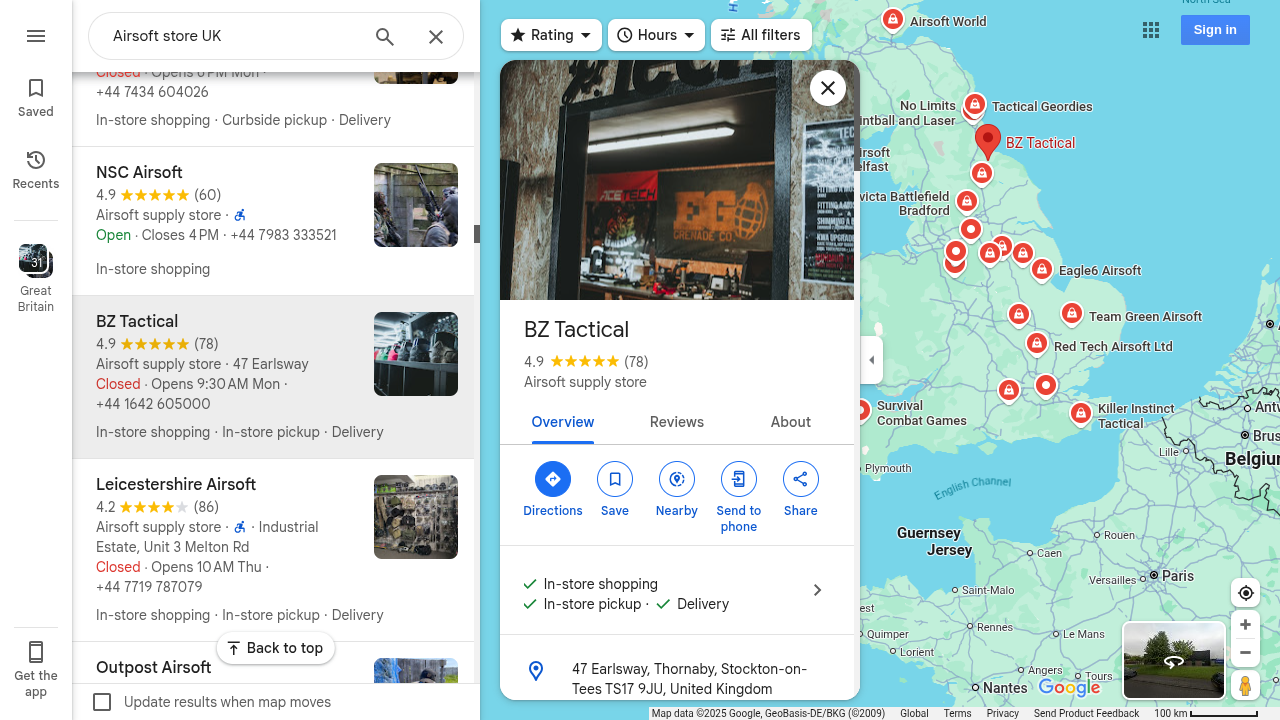 Airsoft store UK
Saved
Recents
31
Great
Britain
Get the
app
Closed · Opens 6 PM Mon ·
+44 7434 604026
In-store shopping · Curbside pickup · Delivery
NSC Airsoft
4.9 (60)
Airsoft supply store ·
Open · Closes 4 PM · +44 7983 333521
In-store shopping
BZ Tactical
4.9 (78)
Airsoft supply store · 47 Earlsway
Closed · Opens 9:30 AM Mon ·
+44 1642 605000
In-store shopping · In-store pickup · Delivery
Leicestershire Airsoft
4.2 (86)
Airsoft supply store · · Industrial
Estate, Unit 3 Melton Rd
Closed · Opens 10 AM Thu ·
+44 7719 787079
In-store shopping · In-store pickup · Delivery
Back to top
Outpost Airsoft
Update results when map moves
Rating
Hours
All filters
Sign in
ACETECH
EG
GRENADE CO.
BZ Tactical
4.9 (78)
Airsoft supply store
Overview
Reviews
About
Directions
Save
Nearby
Send to
phone
Share
In-store shopping
In-store pickup · Delivery
47 Earlsway, Thornaby, Stockton-on-
Tees TS17 9JU, United Kingdom
North Sea
Airsoft World
No Limits
intball and Laser
Tactical Geordies
BZ Tactical
irsoft
elfast
victa Battlefield
Bradford
Eagle6 Airsoft
Team Green Airsoft
Red Tech Airsoft Ltd
Survival
Combat Games
Killer Instinct
Tactical
Antw
Brus
Lille
Belgium
Plymouth
English Channel
Guernsey
Jersey
Rouen
Caen
Versailles
Paris
Saint-Malo
est
Quimper
Rennes
Le Mans
Lorient
Angers
Tours
Nantes
Google
Map data ©2025 Google, GeoBasis-DE/BKG (©2009)
Global
Terms
Privacy
Send Product Feedback
100 km